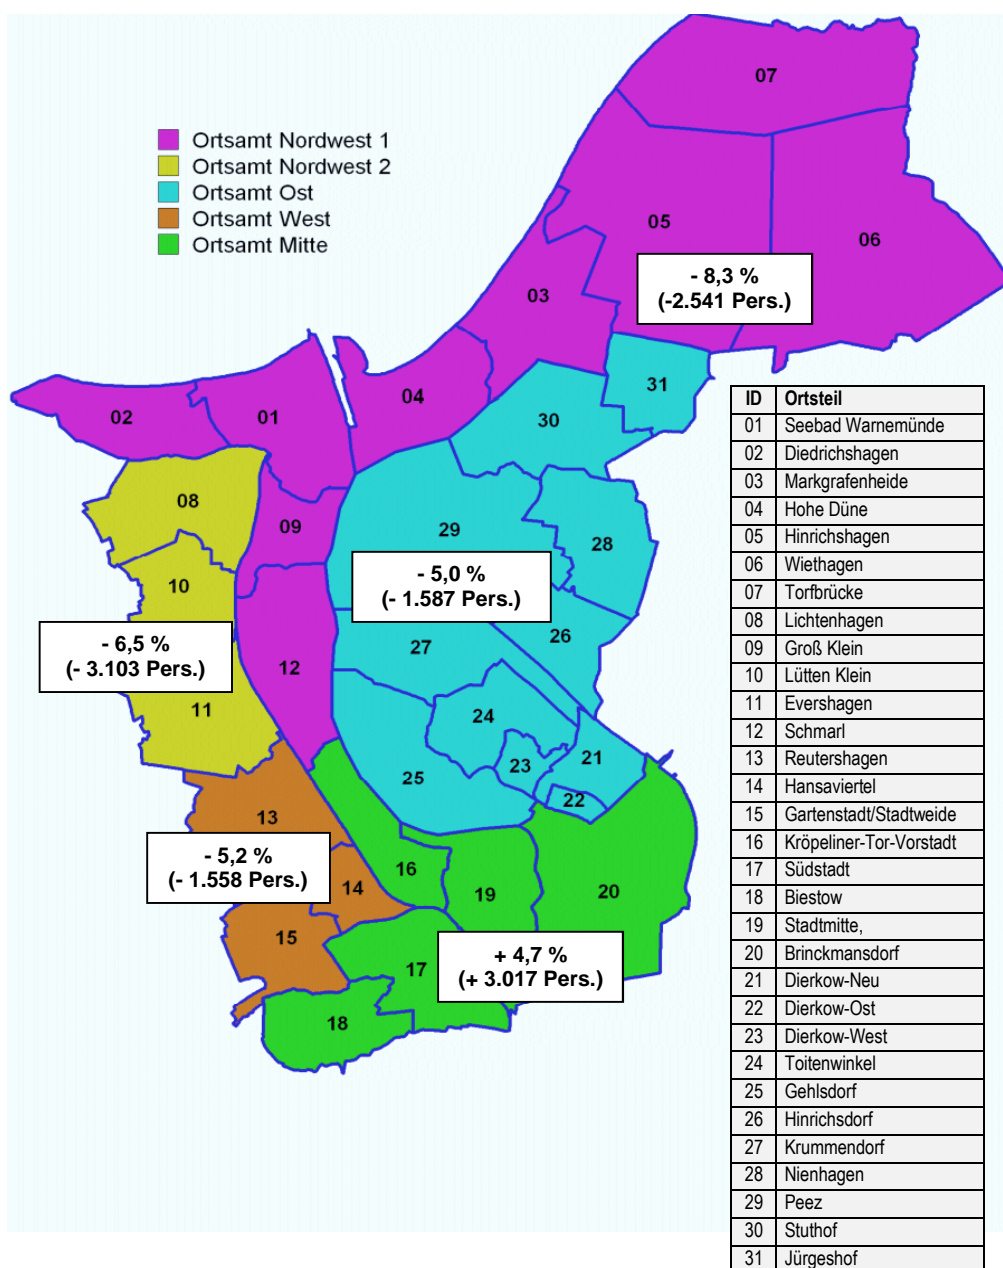 07
Ortsamt Nordwest 1
Ortsamt Nordwest 2
Ortsamt Ost
Ortsamt West
Ortsamt Mitte
05
06
- 8,3 %
(-2.541 Pers.)
03
31
04
02
01
30
08
09
29
28
10
- 5,0 %
(- 1.587 Pers.)
- 6,5 %
(- 3.103 Pers.)
27
26
12
11
24
23
21
25
22
13
- 5,2 %
(- 1.558 Pers.)
16
14
19
20
15
+ 4,7 %
(+ 3.017 Pers.)
17
18
ID Ortsteil
01 Seebad Warnemünde
02 Diedrichshagen
03 Markgrafenheide
04 Hohe Düne
05 Hinrichshagen
06 Wiethagen
07 Torfbrücke
08 Lichtenhagen
09 Groß Klein
10 Lütten Klein
11 Evershagen
12 Schmarl
13 Reutershagen
14 Hansaviertel
15 Gartenstadt/Stadtweide
16 Kröpeliner-Tor-Vorstadt
17 Südstadt
18 Biestow
19 Stadtmitte,
20 Brinckmansdorf
21 Dierkow-Neu
22 Dierkow-Ost
23 Dierkow-West
24 Toitenwinkel
25 Gehlsdorf
26 Hinrichsdorf
27 Krummendorf
28 Nienhagen
29 Peez
30 Stuthof
31 Jürgeshof